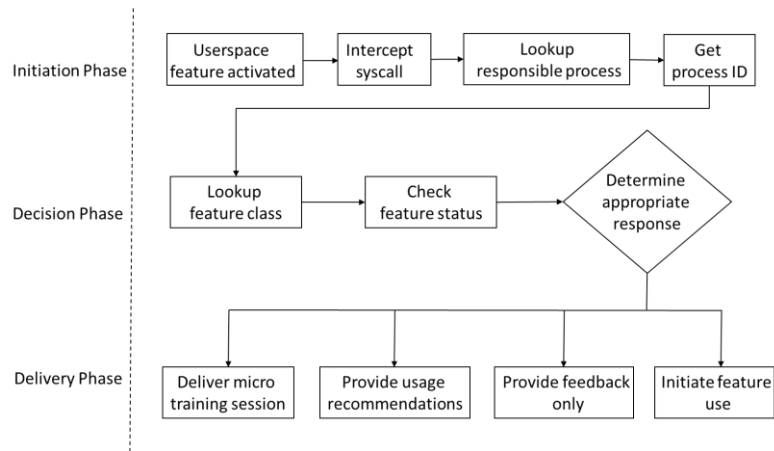 Initiation Phase
Userspace
feature activated
Intercept
syscall
Lookup
responsible process
Get
process ID
Decision Phase
Lookup
feature class
Check
feature status
Determine
appropriate
response
Delivery Phase
Deliver micro
training session
Provide usage
recommendations
Provide feedback
only
Initiate feature
use